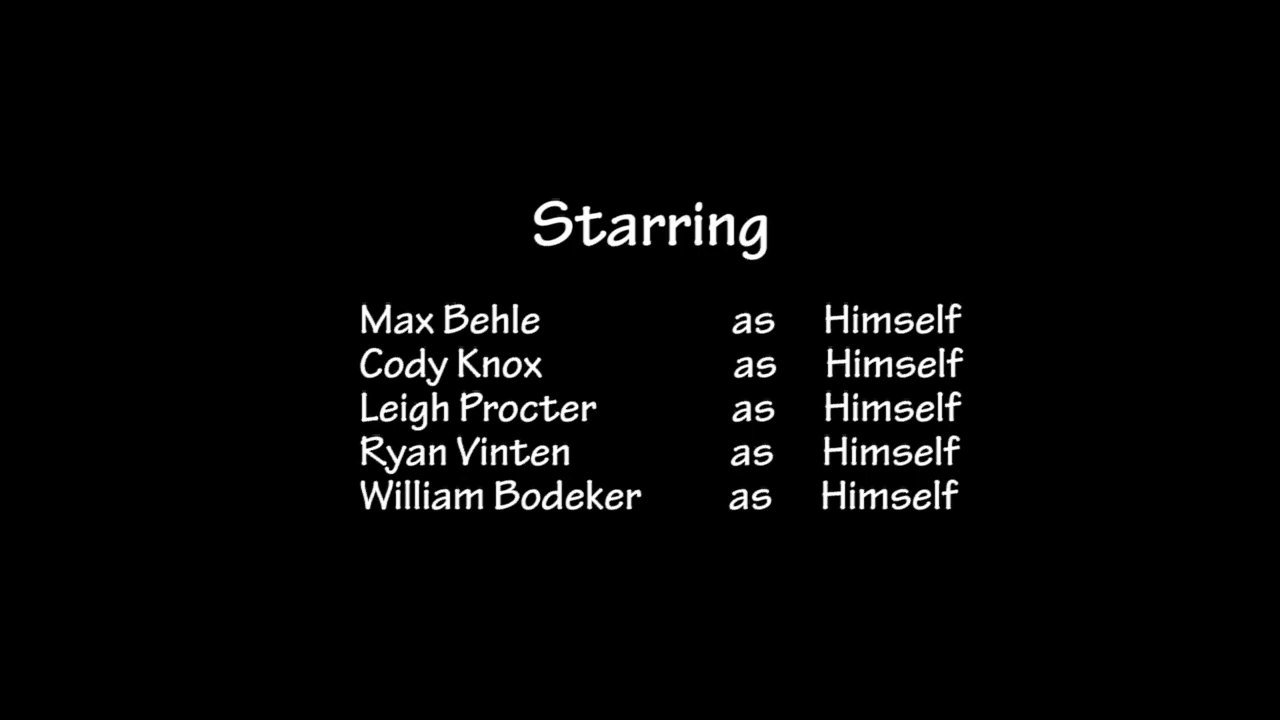 Starring
Max Behle as Himself
Cody Knox as Himself
Leigh Procter as Himself
Ryan Vinten as Himself
William Bodeker as Himself